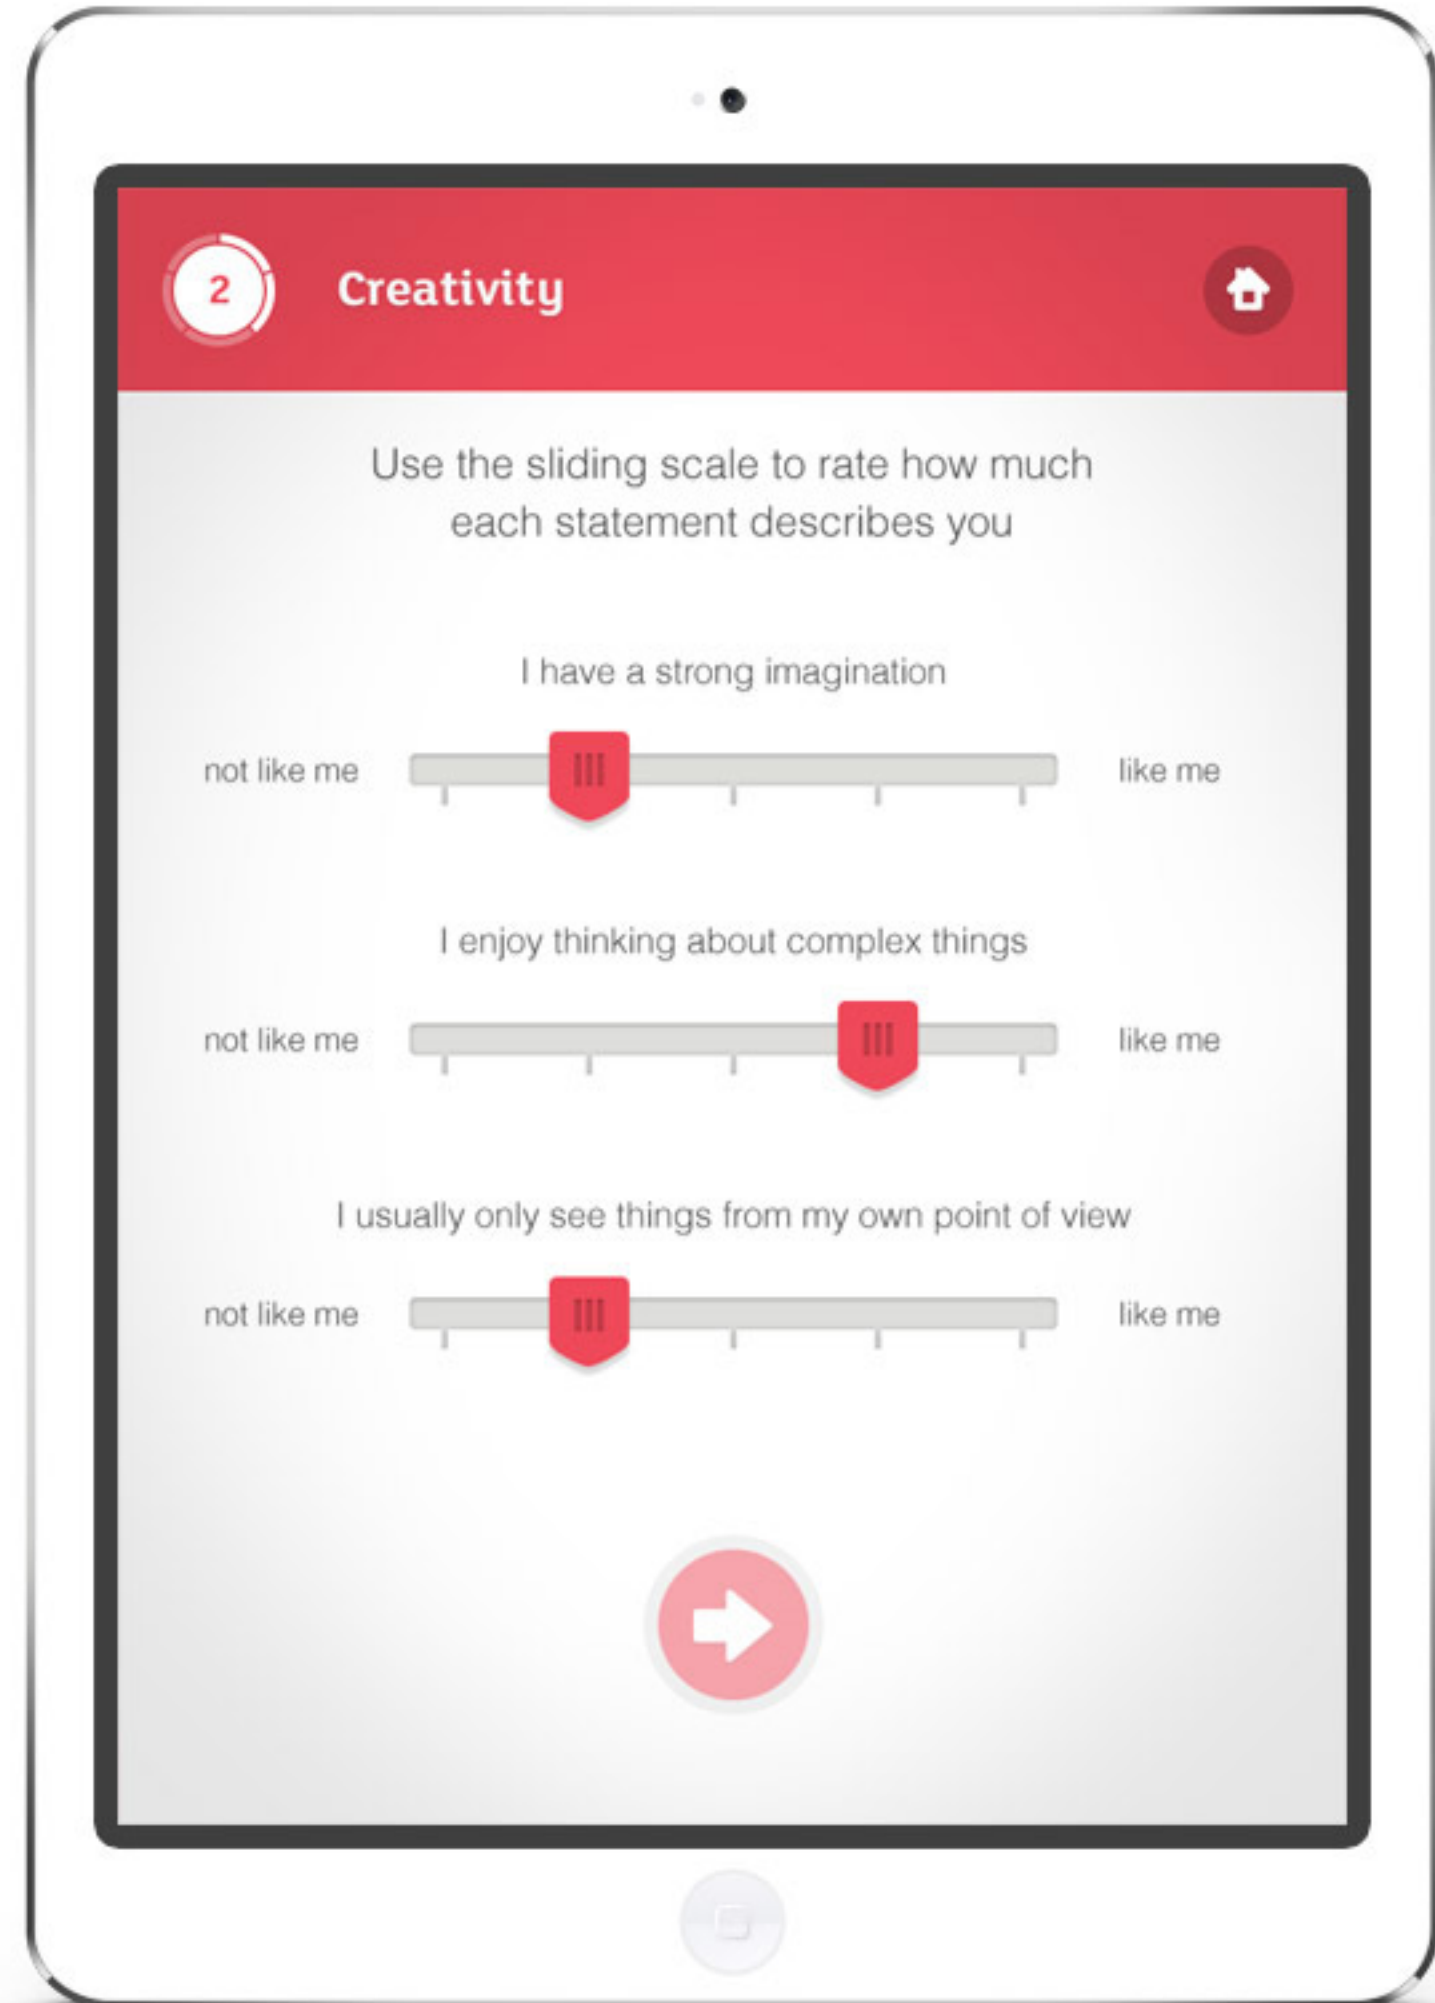 2 Creativity
Use the sliding scale to rate how much
each statement describes you
I have a strong imagination
not like me like me
I enjoy thinking about complex things
not like me like me
I usually only see things from my own point of view
not like me like me